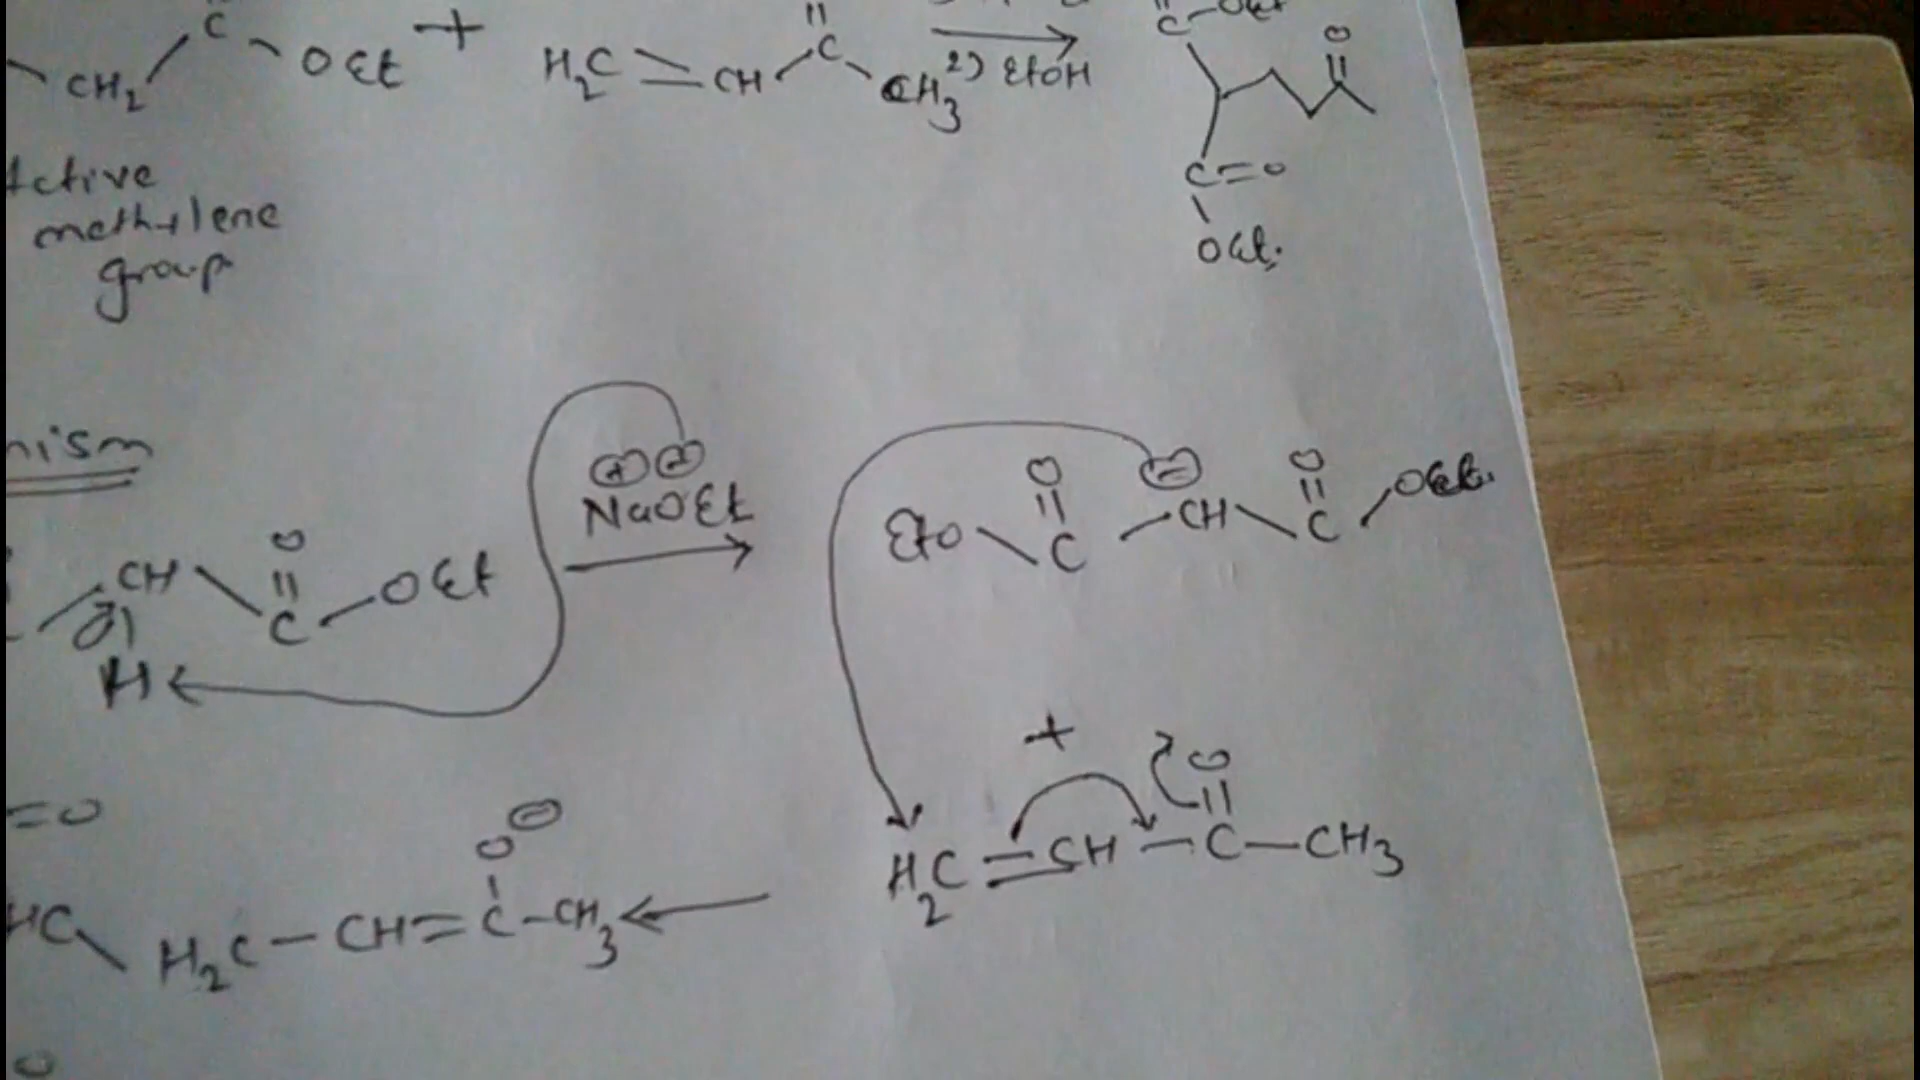 CH2 C OEt + H2C=CH-C-CH3 2) EtOH
O
C=O
OEt.
Active
methylene
group
⊕ ⊖
NaOEt
O
CH C OEt
H
EtO C CH C OEt.
O ⊖ O
+
O
H2C=CH-C-CH3
=O
O⊖
HC H2C-CH=C-CH3
O